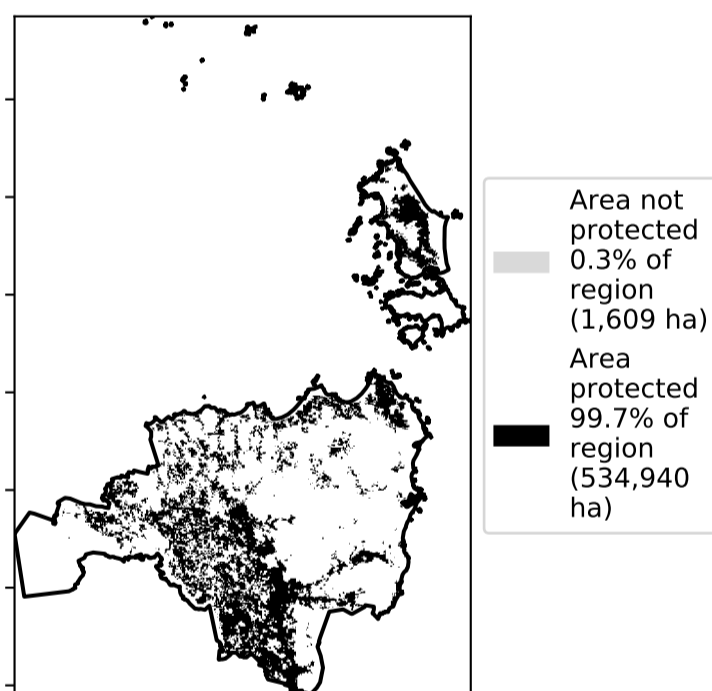 Area not
protected
0.3% of
region
(1,609 ha)
Area
protected
99.7% of
region
(534,940
ha)